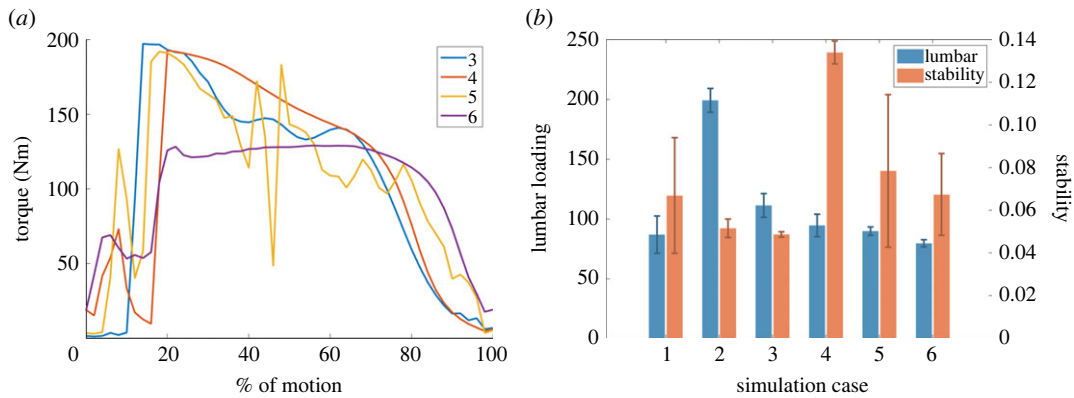 (a)
200
150
100
50
0
20
40
60
80
100
torque (Nm)
% of motion
3
4
5
6
(b)
250
200
150
100
50
0
lumbar loading
0.14
0.12
0.10
0.08
0.06
0.04
0.02
0
stability
lumbar
stability
1 2 3 4 5 6
simulation case